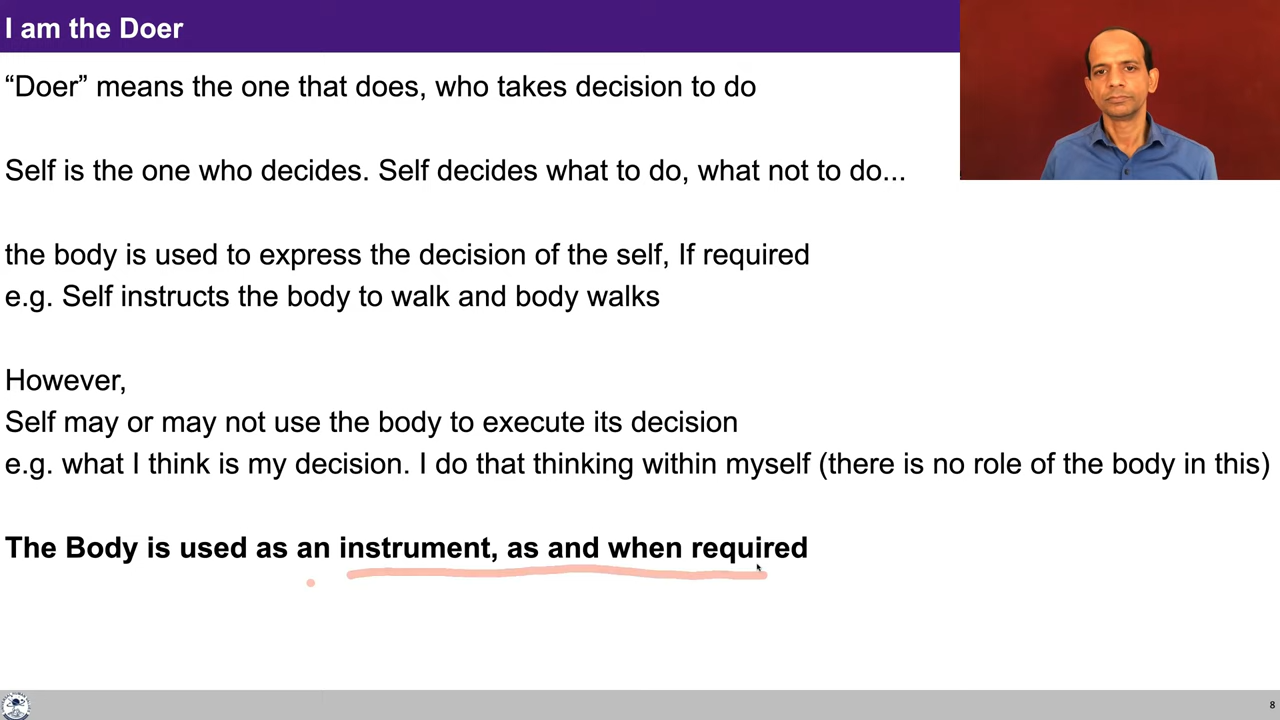 I am the Doer
“Doer” means the one that does, who takes decision to do
Self is the one who decides. Self decides what to do, what not to do...
the body is used to express the decision of the self, If required
e.g. Self instructs the body to walk and body walks
However,
Self may or may not use the body to execute its decision
e.g. what I think is my decision. I do that thinking within myself (there is no role of the body in this)
The Body is used as an instrument, as and when required
8